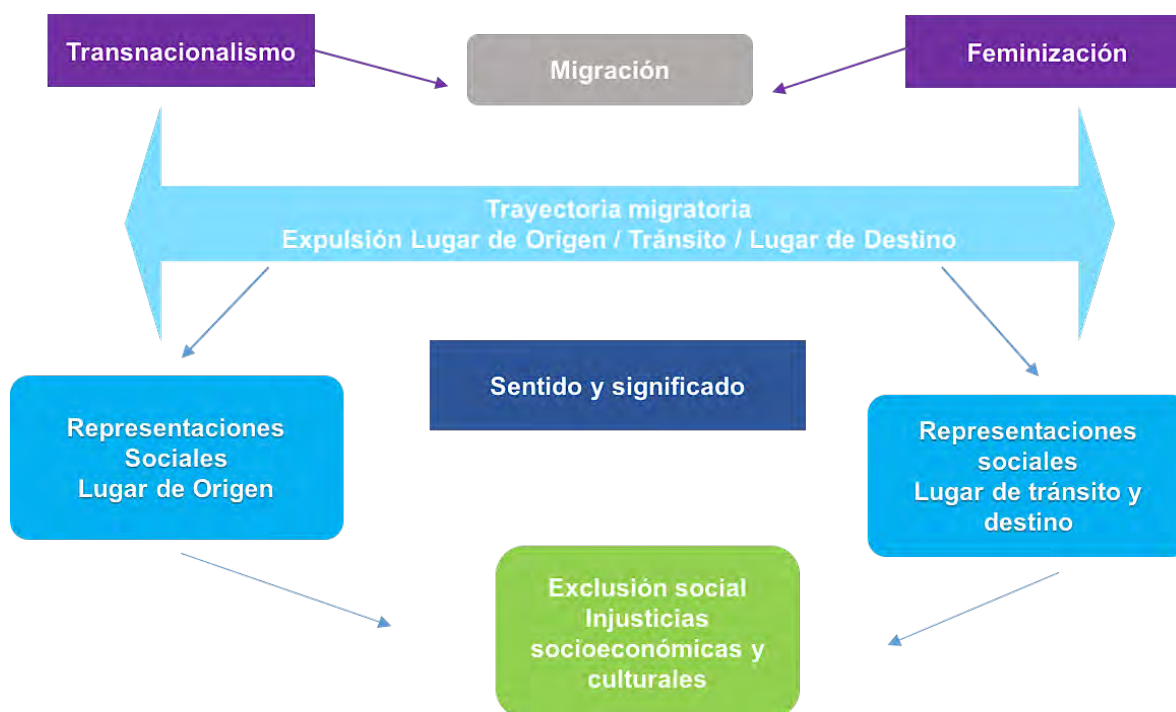 Transnacionalismo
Migración
Feminización
Trayectoria migratoria
Expulsión Lugar de Origen / Tránsito / Lugar de Destino
Sentido y significado
Representaciones
Sociales
Lugar de Origen
Representaciones
sociales
Lugar de tránsito y
destino
Exclusión social
Injusticias
socioeconómicas y
culturales